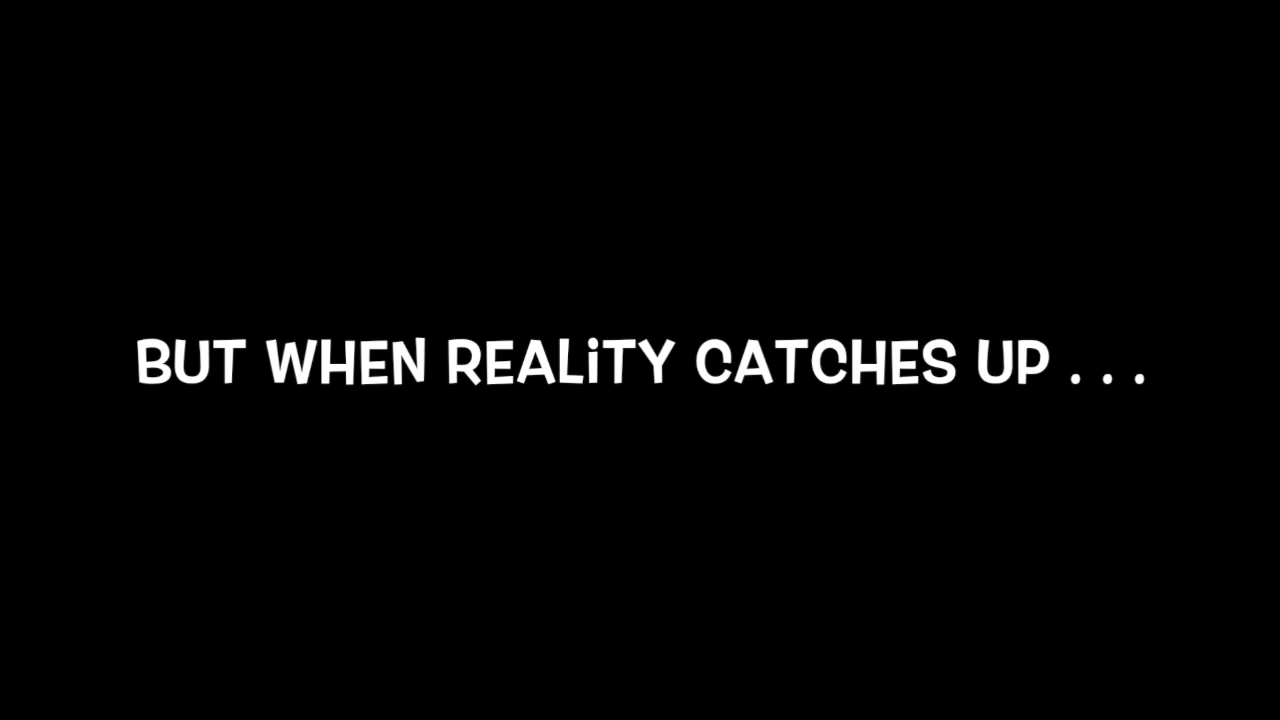 BUT WHEN REALiTY CATCHES UP . . .